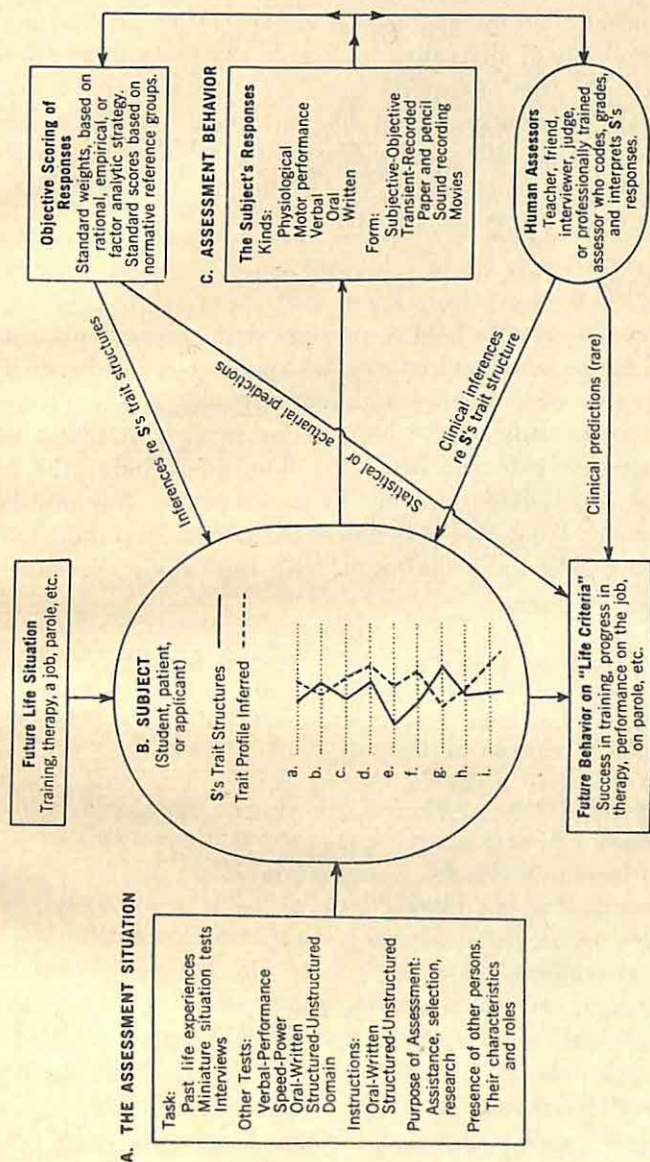 A. THE ASSESSMENT SITUATION
Task:
Past life experiences
Miniature situation tests
Interviews
Other Tests:
Verbal-Performance
Speed-Power
Oral-Written
Structured-Unstructured
Domain
Instructions:
Oral-Written
Structured-Unstructured
Purpose of Assessment:
Assistance, selection,
research
Presence of other persons.
Their characteristics
and roles
Future Life Situation
Training, therapy, a job, parole, etc.
B. SUBJECT
(Student, patient,
or applicant)
S's Trait Structures
Trait Profile Inferred
a.
b.
c.
d.
e.
f.
g.
h.
i.
Future Behavior on "Life Criteria"
Success in training, progress in
therapy, performance on the job,
on parole, etc.
Inferences re S's trait structures
Statistical or
actuarial predictions
Clinical inferences
re S's trait structure
Clinical predictions (rare)
Objective Scoring of
Responses
Standard weights, based on
rational, empirical, or
factor analytic strategy.
Standard scores based on
normative reference groups.
C. ASSESSMENT BEHAVIOR
The Subject's Responses
Kinds:
Physiological
Motor performance
Verbal
Oral
Written
Form:
Subjective-Objective
Transient-Recorded
Paper and pencil
Sound recording
Movies
Human Assessors
Teacher, friend,
interviewer, judge,
or professionally trained
assessor who codes, grades,
and interprets S's
responses.